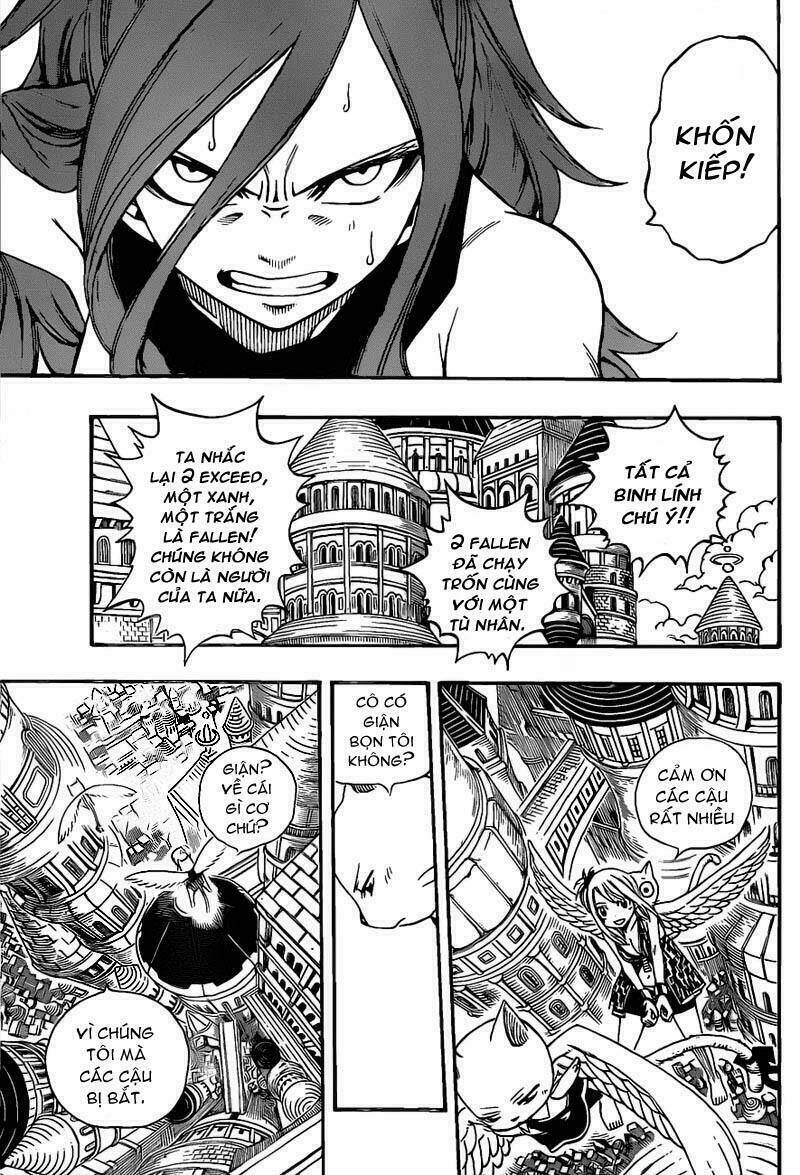 KHỐN
KIẾP!
TẤT CẢ
BINH LÍNH
CHÚ Ý!!
2 FALLEN
ĐÃ CHẠY
TRỐN CÙNG
VỚI MỘT
TÙ NHÂN.
TA NHẮC
LẠI 2 EXCEED,
MỘT XANH,
MỘT TRẮNG
LÀ FALLEN!
CHÚNG KHÔNG
CÒN LÀ NGƯỜI
CỦA TA NỮA.
CẢM ƠN
CÁC CẬU
RẤT NHIỀU
CÔ CÓ
GIẬN
BỌN TÔI
KHÔNG?
GIẬN?
VỀ CÁI
GÌ CƠ
CHỨ?
VÌ CHÚNG
TÔI MÀ
CÁC CẬU
BỊ BẮT.